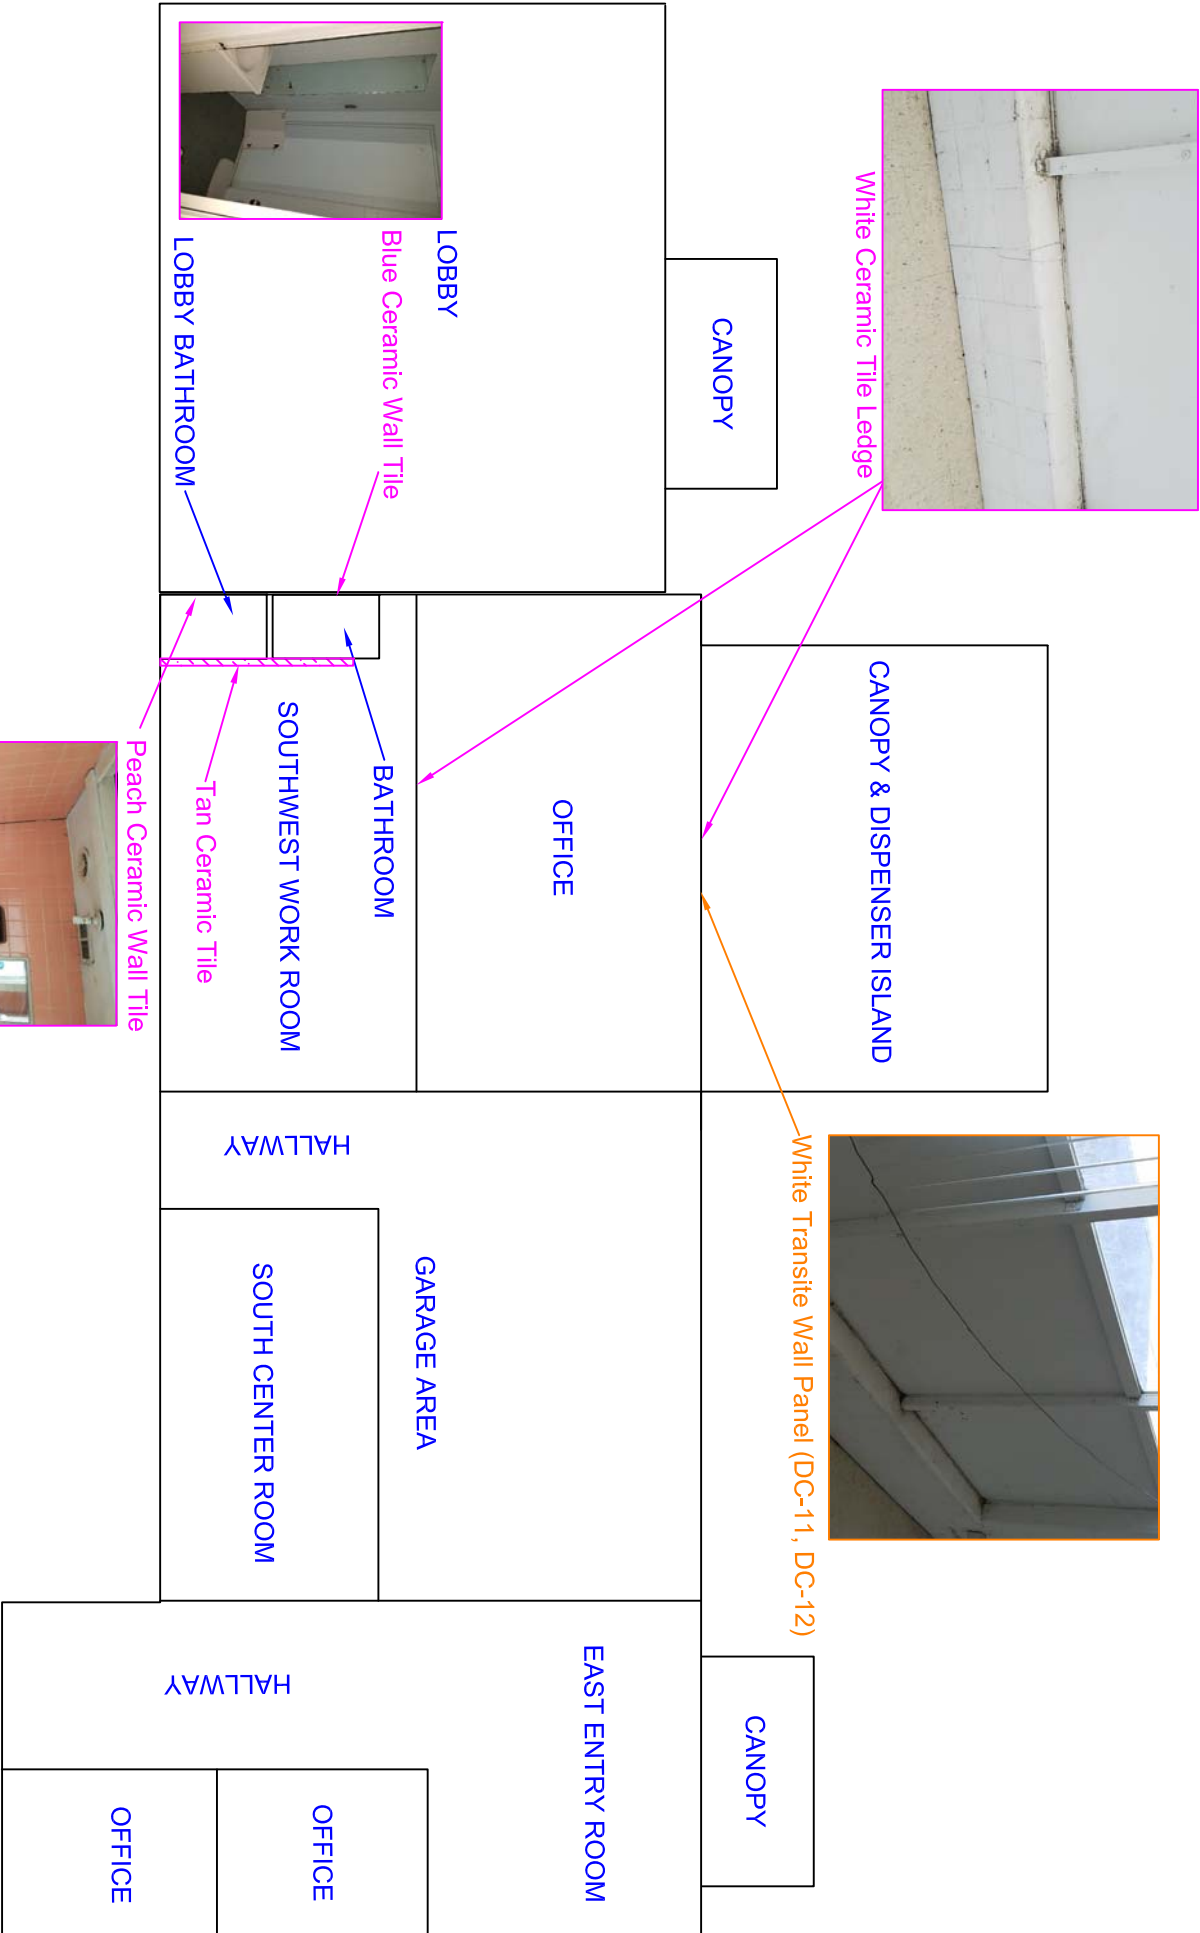 White Ceramic Tile Ledge
CANOPY
LOBBY
Blue Ceramic Wall Tile
LOBBY BATHROOM
CANOPY & DISPENSER ISLAND
OFFICE
BATHROOM
SOUTHWEST WORK ROOM
Tan Ceramic Tile
Peach Ceramic Wall Tile
White Transite Wall Panel (DC-11, DC-12)
HALLWAY
GARAGE AREA
SOUTH CENTER ROOM
CANOPY
EAST ENTRY ROOM
HALLWAY
OFFICE
OFFICE